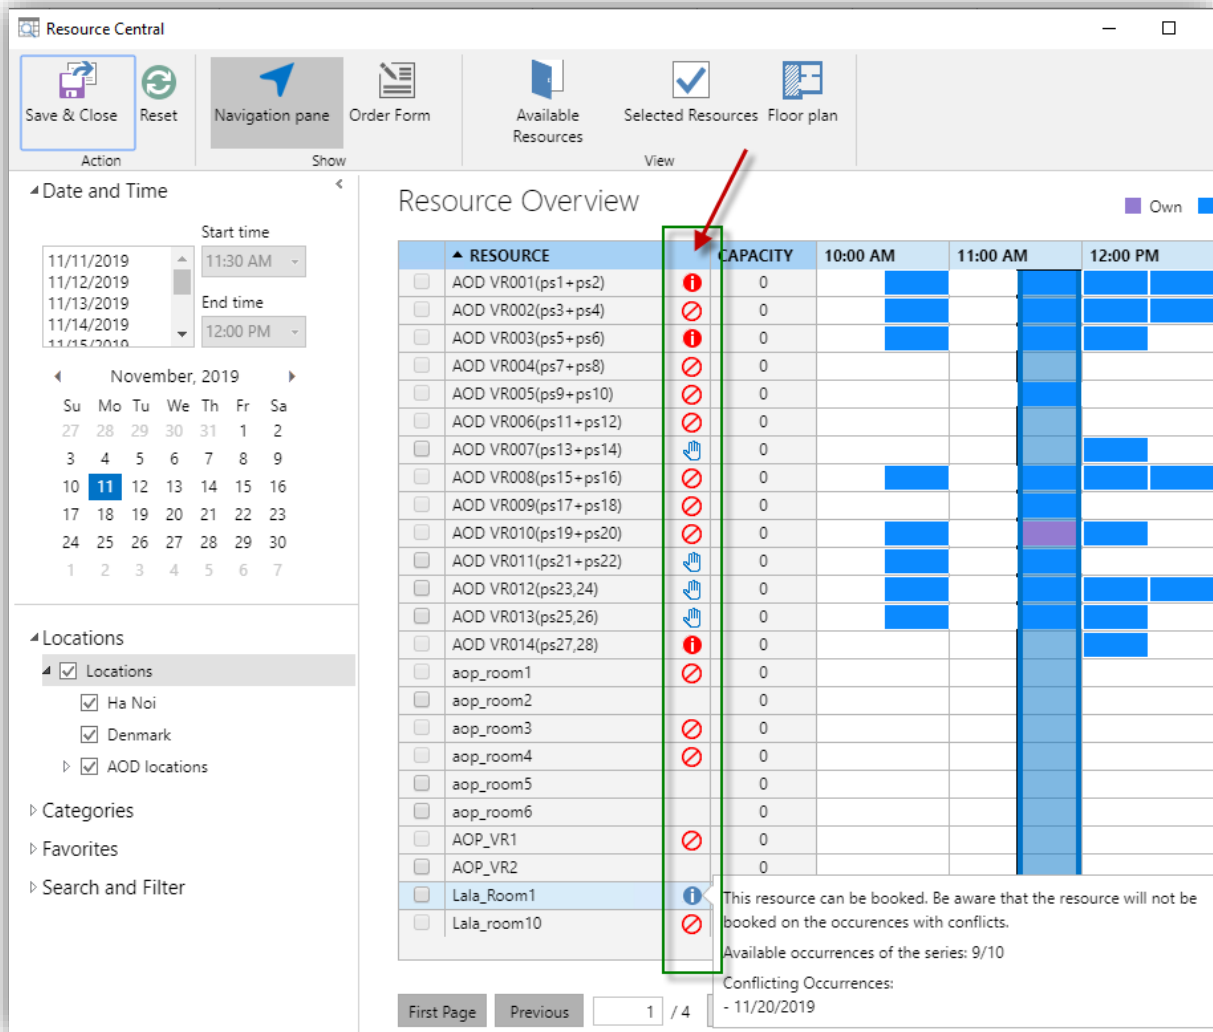 Resource Central
Save & Close
Reset
Navigation pane
Order Form
Available
Resources
Selected Resources
Floor plan
Action
Show
View
Date and Time
Start time
11:30 AM
End time
12:00 PM
11/11/2019
11/12/2019
11/13/2019
11/14/2019
11/15/2019
November, 2019
Su Mo Tu We Th Fr Sa
27 28 29 30 31 1 2
3 4 5 6 7 8 9
10 11 12 13 14 15 16
17 18 19 20 21 22 23
24 25 26 27 28 29 30
1 2 3 4 5 6 7
Locations
Locations
Ha Noi
Denmark
AOD locations
Categories
Favorites
Search and Filter
Resource Overview
Own
RESOURCE CAPACITY 10:00 AM 11:00 AM 12:00 PM
AOD VR001(ps1+ps2) 0
AOD VR002(ps3+ps4) 0
AOD VR003(ps5+ps6) 0
AOD VR004(ps7+ps8) 0
AOD VR005(ps9+ps10) 0
AOD VR006(ps11+ps12) 0
AOD VR007(ps13+ps14) 0
AOD VR008(ps15+ps16) 0
AOD VR009(ps17+ps18) 0
AOD VR010(ps19+ps20) 0
AOD VR011(ps21+ps22) 0
AOD VR012(ps23,24) 0
AOD VR013(ps25,26) 0
AOD VR014(ps27,28) 0
aop_room1 0
aop_room2 0
aop_room3 0
aop_room4 0
aop_room5 0
aop_room6 0
AOP_VR1 0
AOP_VR2 0
Lala_Room1
Lala_room10
This resource can be booked. Be aware that the resource will not be
booked on the occurences with conflicts.
Available occurrences of the series: 9/10
Conflicting Occurrences:
- 11/20/2019
First Page
Previous
1 / 4